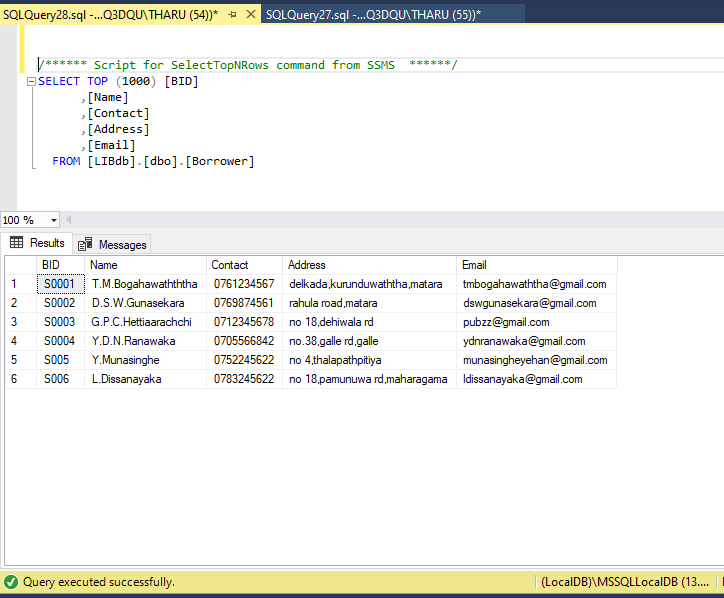 SQLQuery28.sql -...Q3DQU\THARU (54))* SQLQuery27.sql -...Q3DQU\THARU (55))*
/****** Script for SelectTopNRows command from SSMS  ******/
SELECT TOP (1000) [BID]
,[Name]
,[Contact]
,[Address]
,[Email]
FROM [LIBdb].[dbo].[Borrower]
100 %
Results Messages
BID Name Contact Address Email
1 S0001 T.M.Bogahawaththa 0761234567 delkada,kurunduwaththa,matara tmbogahawaththa@gmail.com
2 S0002 D.S.W.Gunasekara 0769874561 rahula road,matara dswgunasekara@gmail.com
3 S0003 G.P.C.Hettiaarachchi 0712345678 no 18,dehiwala rd pubzz@gmail.com
4 S0004 Y.D.N.Ranawaka 0705566842 no.38,galle rd,galle ydnranawaka@gmail.com
5 S005 Y.Munasinghe 0752245622 no 4,thalapathpitiya munasingheyehan@gmail.com
6 S006 L.Dissanayaka 0783245622 no 18,pamunuwa rd,maharagama ldissanayaka@gmail.com
Query executed successfully. (LocalDB)\MSSQLLocalDB (13....